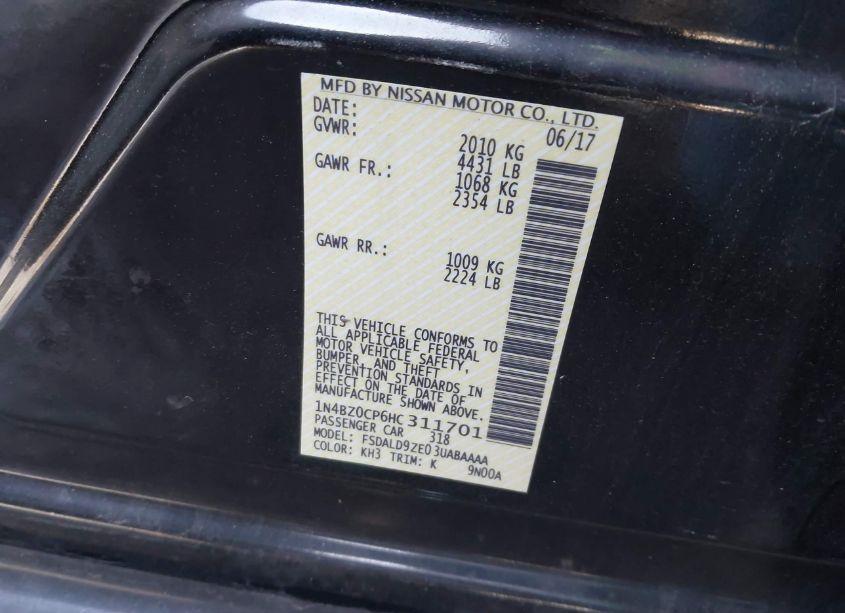 MFD BY NISSAN MOTOR CO., LTD.
DATE: 06/17
GVWR: 2010 KG
4431 LB
GAWR FR.: 1068 KG
2354 LB
GAWR RR.: 1009 KG
2224 LB
THIS VEHICLE CONFORMS TO
ALL APPLICABLE FEDERAL
MOTOR VEHICLE SAFETY,
BUMPER, AND THEFT
PREVENTION STANDARDS IN
EFFECT ON THE DATE OF
MANUFACTURE SHOWN ABOVE.
1N4BZ0CP6HC311701
PASSENGER CAR 318
MODEL: FSDALD9ZE03UABAAAA
COLOR: KH3 TRIM: K 9N00A